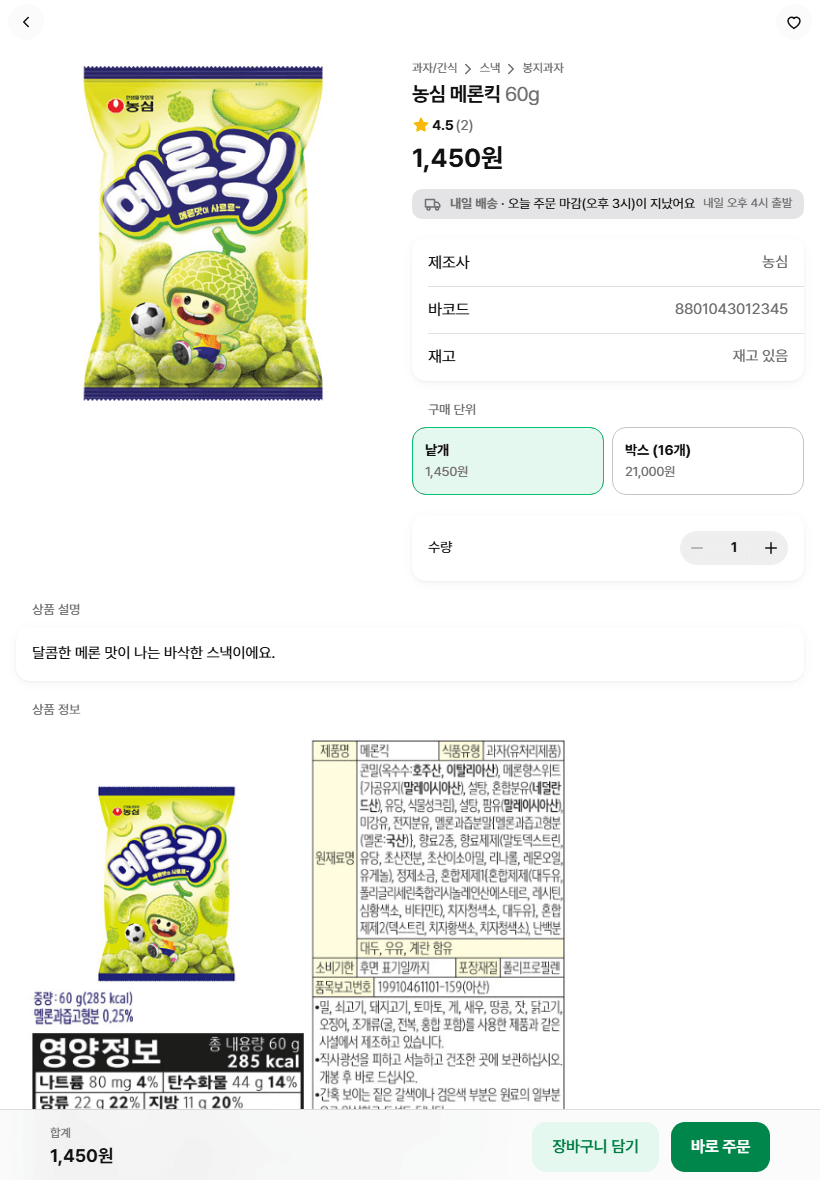 과자/간식 > 스낵 > 봉지과자
농심 메론킥 60g
4.5 (2)
1,450원
내일 배송 · 오늘 주문 마감(오후 3시)이 지났어요 내일 오후 4시 출발
농심
메론킥
메론맛이 사르르~
제조사 농심
바코드 8801043012345
재고 재고 있음
구매 단위
낱개
1,450원
박스 (16개)
21,000원
수량 1
상품 설명
달콤한 메론 맛이 나는 바삭한 스낵이에요.
상품 정보
농심
메론킥
중량: 60 g(285 kcal)
멜론과즙고형분 0.25%
영양정보 총 내용량 60 g
285 kcal
나트륨 80 mg 4% 탄수화물 44 g 14%
당류 22 g 22% 지방 11 g 20%
제품명 메론킥 식품유형 과자(유처리제품)
원재료명
콘밀(옥수수:호주산, 이탈리아산), 메론향스위트
{가공유지(말레이시아산), 설탕, 혼합분유(네덜란
드산), 유당, 식물성크림}, 설탕, 팜유(말레이시아산),
미강유, 전지분유, 멜론과즙분말{멜론과즙고형분
(멜론:국산)}, 향료2종, 향료제제(말토덱스트린,
유당, 초산전분, 초산이소아밀, 리나롤, 레몬오일,
유게놀), 정제소금, 혼합제제1{혼합제제(대두유,
폴리글리세린축합리시놀레인산에스테르, 레시틴,
심황색소, 비타민E), 치자청색소, 대두유}, 혼합
제제2(덱스트린, 치자황색소, 치자청색소), 난백분
대두, 우유, 계란 함유
소비기한 후면 표기일까지 포장재질 폴리프로필렌
품목보고번호 19910461101-159(아산)
•밀, 쇠고기, 돼지고기, 토마토, 게, 새우, 땅콩, 잣, 닭고기,
오징어, 조개류(굴, 전복, 홍합 포함)를 사용한 제품과 같은
시설에서 제조하고 있습니다.
•직사광선을 피하고 서늘하고 건조한 곳에 보관하십시오.
개봉 후 바로 드십시오.
•간혹 보이는 짙은 갈색이나 검은색 부분은 원료의 일부분
합계
1,450원
장바구니 담기
바로 주문